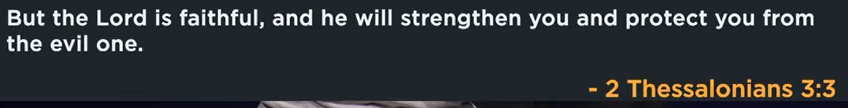 But the Lord is faithful, and he will strengthen you and protect you from
the evil one.
- 2 Thessalonians 3:3